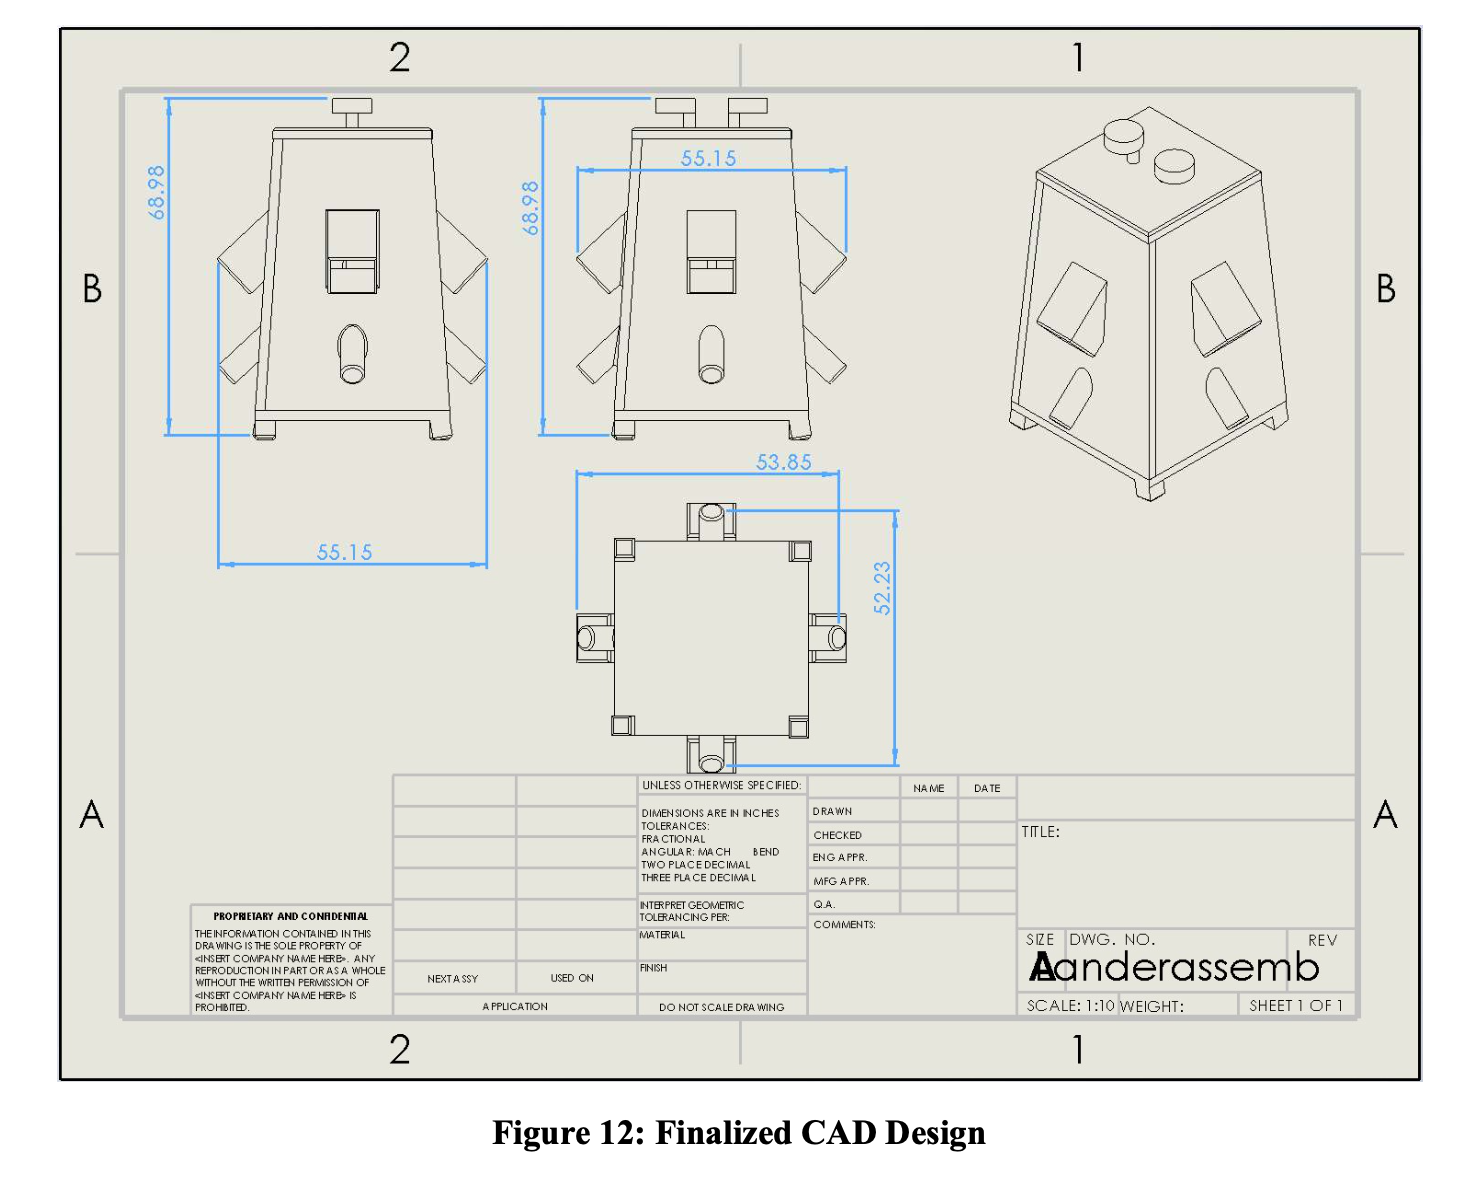 2 1
68.98
68.98
55.15
B B
53.85
55.15
52.23
A A
UNLESS OTHERWISE SPECIFIED:
DIMENSIONS ARE IN INCHES
TOLERANCES:
FRACTIONAL
ANGULAR: MACH BEND
TWO PLACE DECIMAL
THREE PLACE DECIMAL
INTERPRET GEOMETRIC
TOLERANCING PER:
MATERIAL
FINISH
DO NOT SCALE DRAWING
NAME DATE
DRAWN
CHECKED
ENG APPR.
MFG APPR.
Q.A.
COMMENTS:
TITLE:
SIZE DWG. NO. REV
A anderassemb
SCALE: 1:10 WEIGHT: SHEET 1 OF 1
PROPRIETARY AND CONFIDENTIAL
THE INFORMATION CONTAINED IN THIS
DRAWING IS THE SOLE PROPERTY OF
<INSERT COMPANY NAME HERE>. ANY
REPRODUCTION IN PART OR AS A WHOLE
WITHOUT THE WRITTEN PERMISSION OF
<INSERT COMPANY NAME HERE> IS
PROHIBITED.
NEXT ASSY USED ON
APPLICATION
2 1
Figure 12: Finalized CAD Design